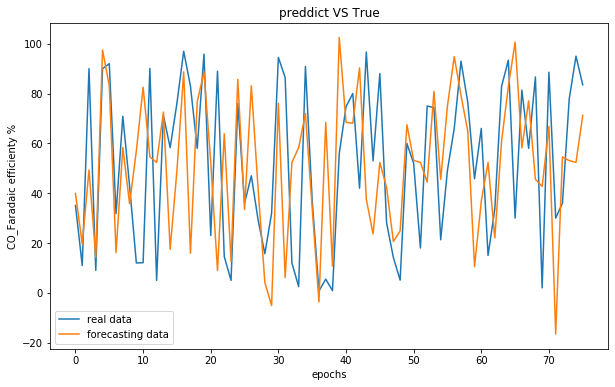 preddict VS True
CO_Faradaic efficienty %
100
80
60
40
20
0
−20
real data
forecasting data
0 10 20 30 40 50 60 70
epochs